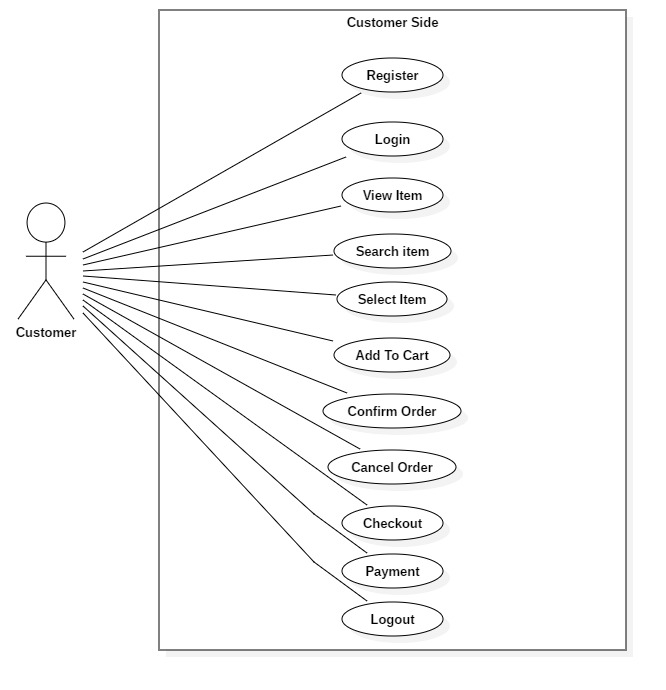 Customer Side
Register
Login
View Item
Search item
Select Item
Customer
Add To Cart
Confirm Order
Cancel Order
Checkout
Payment
Logout